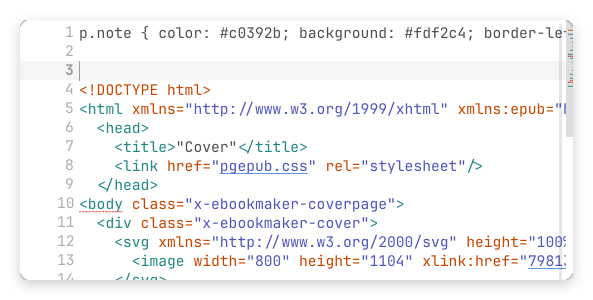 1 p.note { color: #c0392b; background: #fdf2c4; border-
2
3
4 <!DOCTYPE html>
5 <html xmlns="http://www.w3.org/1999/xhtml" xmlns:epub="
6 <head>
7 <title>"Cover"</title>
8 <link href="pgepub.css" rel="stylesheet"/>
9 </head>
10 <body class="x-ebookmaker-coverpage">
11 <div class="x-ebookmaker-cover">
12 <svg xmlns="http://www.w3.org/2000/svg" height="100%
13 <image width="800" height="1104" xlink:href="79813
14 </svg>